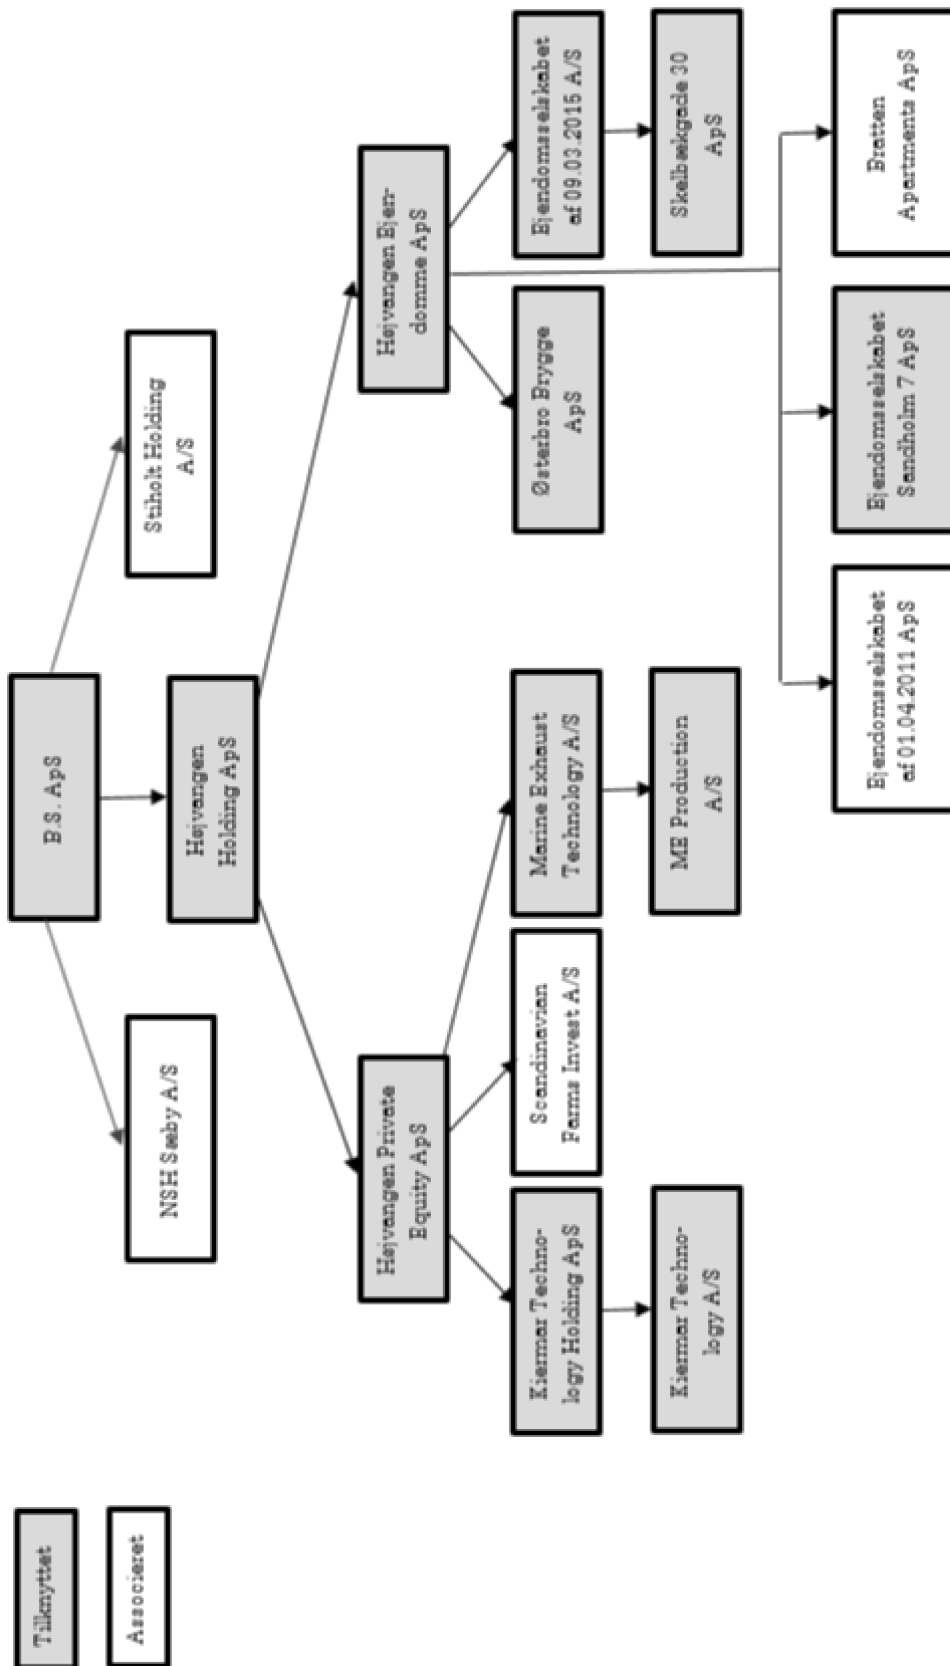 Tilknyttet
Associeret
B.S. ApS
NSH Sæby A/S
Stiholt Holding
A/S
Højvangen
Holding ApS
Højvangen Private
Equity ApS
Højvangen Ejen-
domme ApS
Kiermar Techno-
logy Holding ApS
Scandinavian
Farms Invest A/S
Marine Exhaust
Technology A/S
Østerbro Brygge
ApS
Ejendomsselskabet
af 09.03.2015 A/S
Kiermar Techno-
logy A/S
ME Production
A/S
Skelbækgade 30
ApS
Ejendomsselskabet
af 01.04.2011 ApS
Ejendomsselskabet
Sandholm 7 ApS
Bratten
Apartments ApS